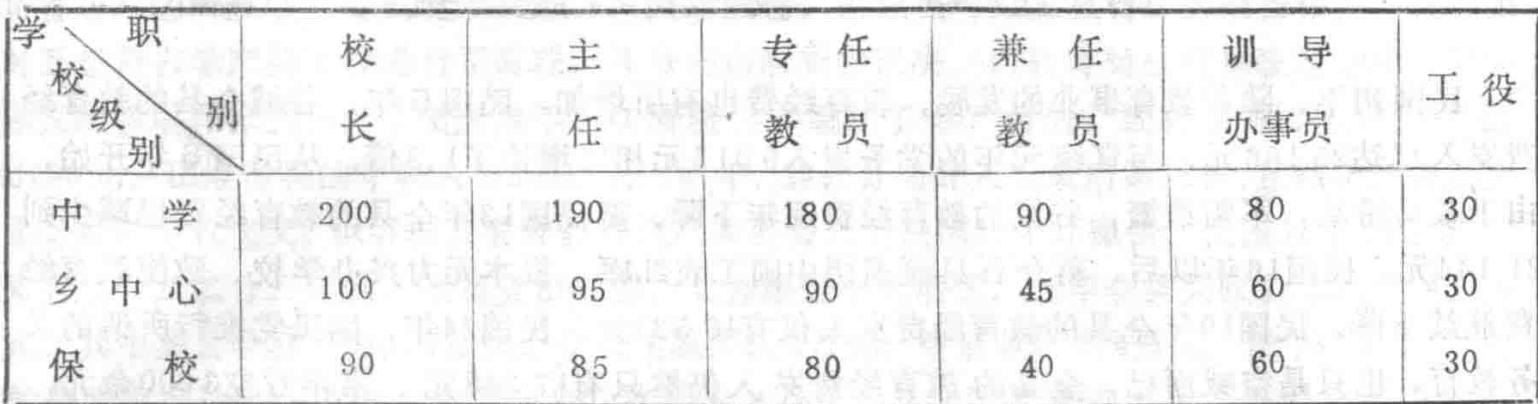 学校级别 职别 校长 主任 专任教员 兼任教员 训导办事员 工役
中学 200 190 180 90 80 30
乡中心 100 95 90 45 60 30
保校 90 85 80 40 60 30